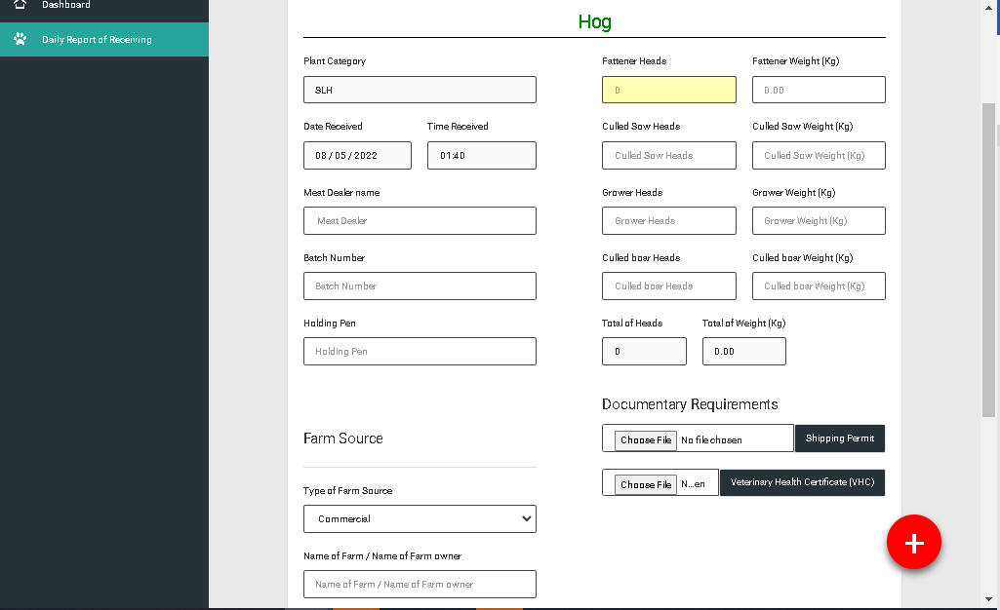 Dashboard
Daily Report of Receiving
Hog
Plant Category
SLH
Date Received
Time Received
08 / 05 / 2022
01:40
Meat Dealer name
Meat Dealer
Batch Number
Batch Number
Holding Pen
Holding Pen
Fattener Heads
Fattener Weight (Kg)
0
0.00
Culled Sow Heads
Culled Sow Weight (Kg)
Culled Sow Heads
Culled Sow Weight (Kg)
Grower Heads
Grower Weight (Kg)
Grower Heads
Grower Weight (Kg)
Culled boar Heads
Culled boar Weight (Kg)
Culled boar Heads
Culled boar Weight (Kg)
Total of Heads
Total of Weight (Kg)
0
0.00
Documentary Requirements
Choose File No file chosen
Shipping Permit
Choose File N...en
Veterinary Health Certificate (VHC)
Farm Source
Type of Farm Source
Commercial
Name of Farm / Name of Farm owner
Name of Farm / Name of Farm owner
+